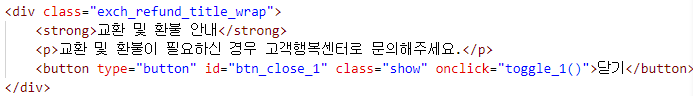 <div class="exch_refund_title_wrap">
<strong>교환 및 환불 안내</strong>
<p>교환 및 환불이 필요하신 경우 고객행복센터로 문의해주세요.</p>
<button type="button" id="btn_close_1" class="show" onclick="toggle_1()">닫기</button>
</div>